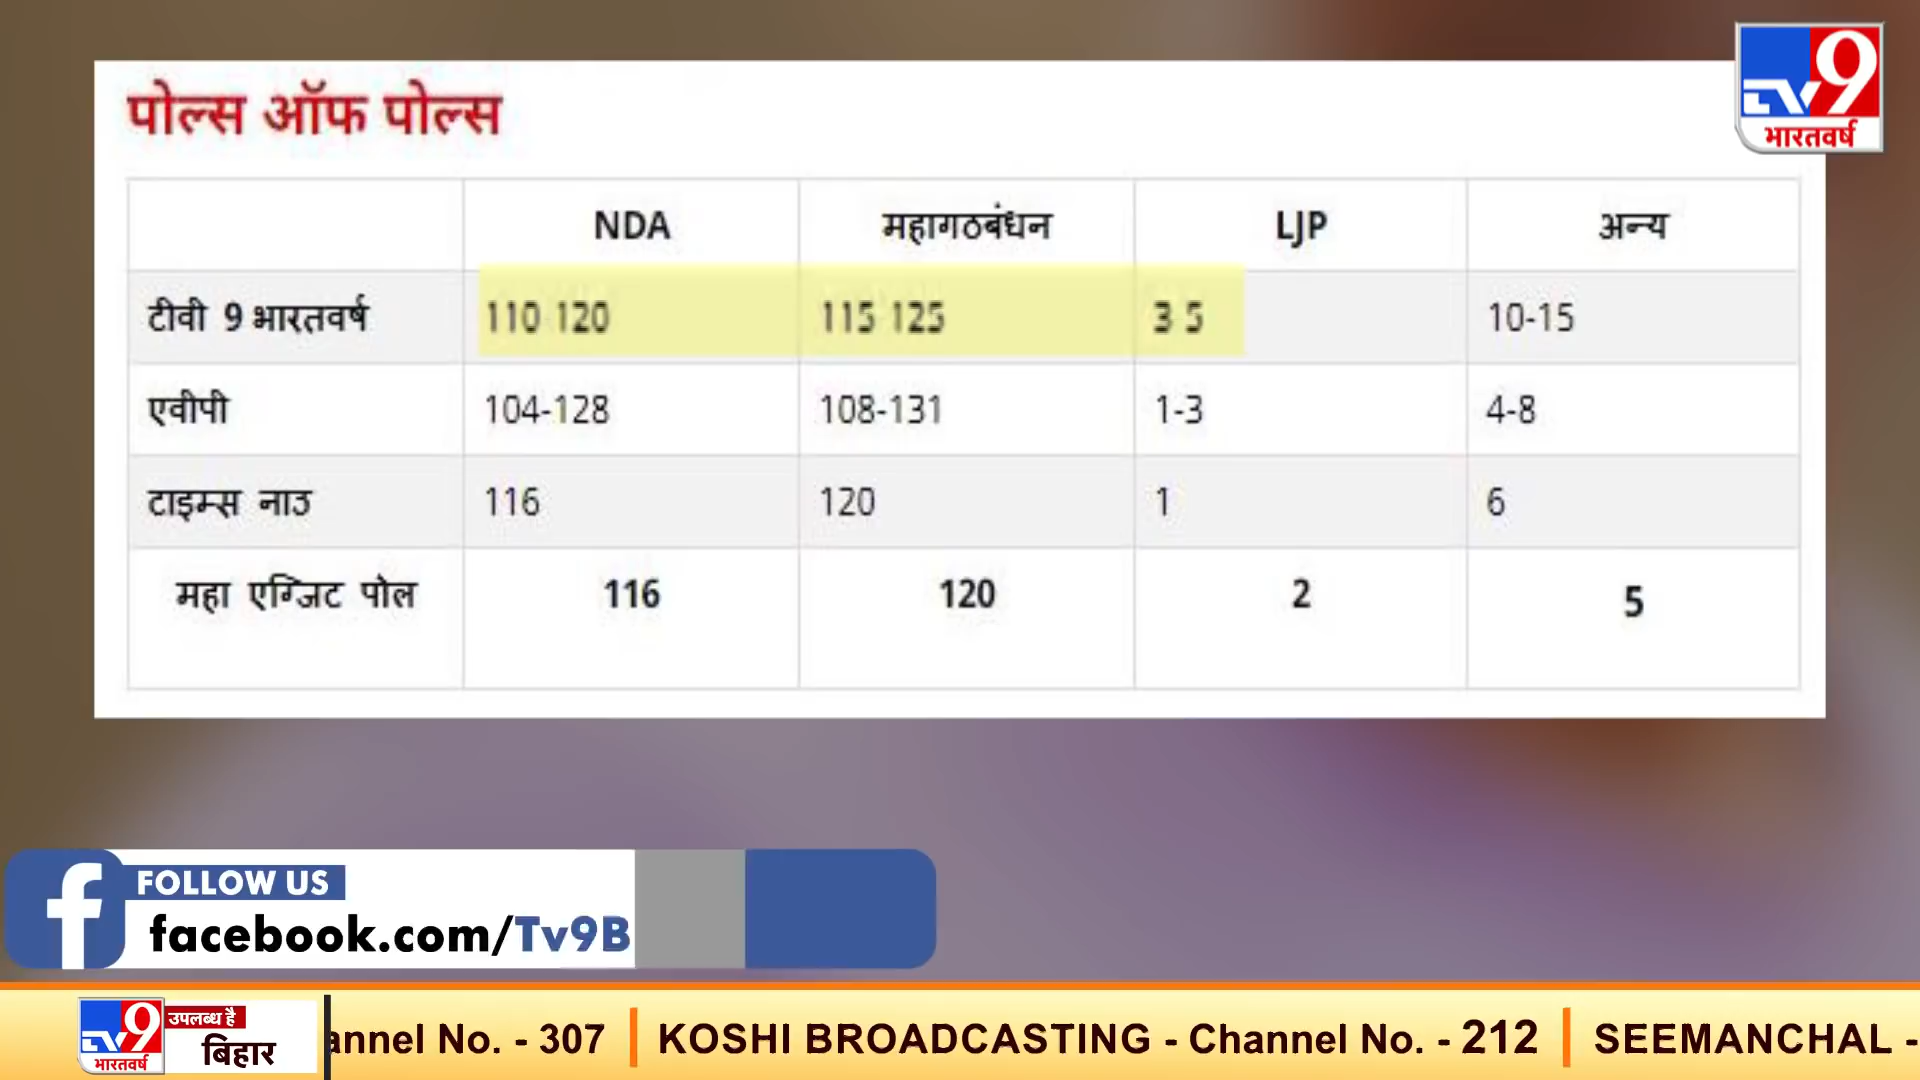 पोल्स ऑफ पोल्स
TV9
भारतवर्ष
NDA महागठबंधन LJP अन्य
टीवी 9 भारतवर्ष 110 120 115 125 3 5 10-15
एवीपी 104-128 108-131 1-3 4-8
टाइम्स नाउ 116 120 1 6
महा एग्जिट पोल 116 120 2 5
f FOLLOW US
facebook.com/Tv9B
TV9 भारतवर्ष उपलब्ध है बिहार
annel No. - 307 | KOSHI BROADCASTING - Channel No. - 212 | SEEMANCHAL -